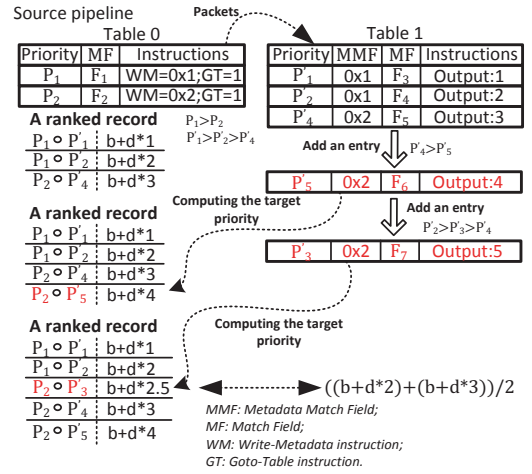 Source pipeline
Packets
Table 0
Priority MF Instructions
P₁ F₁ WM=0x1;GT=1
P₂ F₂ WM=0x2;GT=1
Table 1
Priority MMF MF Instructions
P'₁ 0x1 F₃ Output:1
P'₂ 0x1 F₄ Output:2
P'₄ 0x2 F₅ Output:3
P₁>P₂
P'₁>P'₂>P'₄
A ranked record
P₁ ∘ P'₁ b+d*1
P₁ ∘ P'₂ b+d*2
P₂ ∘ P'₄ b+d*3
Add an entry
P'₄>P'₅
P'₅ 0x2 F₆ Output:4
Add an entry
P'₂>P'₃>P'₄
P'₃ 0x2 F₇ Output:5
A ranked record
P₁ ∘ P'₁ b+d*1
P₁ ∘ P'₂ b+d*2
P₂ ∘ P'₄ b+d*3
P₂ ∘ P'₅ b+d*4
Computing the target
priority
A ranked record
P₁ ∘ P'₁ b+d*1
P₁ ∘ P'₂ b+d*2
P₂ ∘ P'₃ b+d*2.5
P₂ ∘ P'₄ b+d*3
P₂ ∘ P'₅ b+d*4
Computing the target
priority
((b+d*2)+(b+d*3))/2
MMF: Metadata Match Field;
MF: Match Field;
WM: Write-Metadata instruction;
GT: Goto-Table instruction.